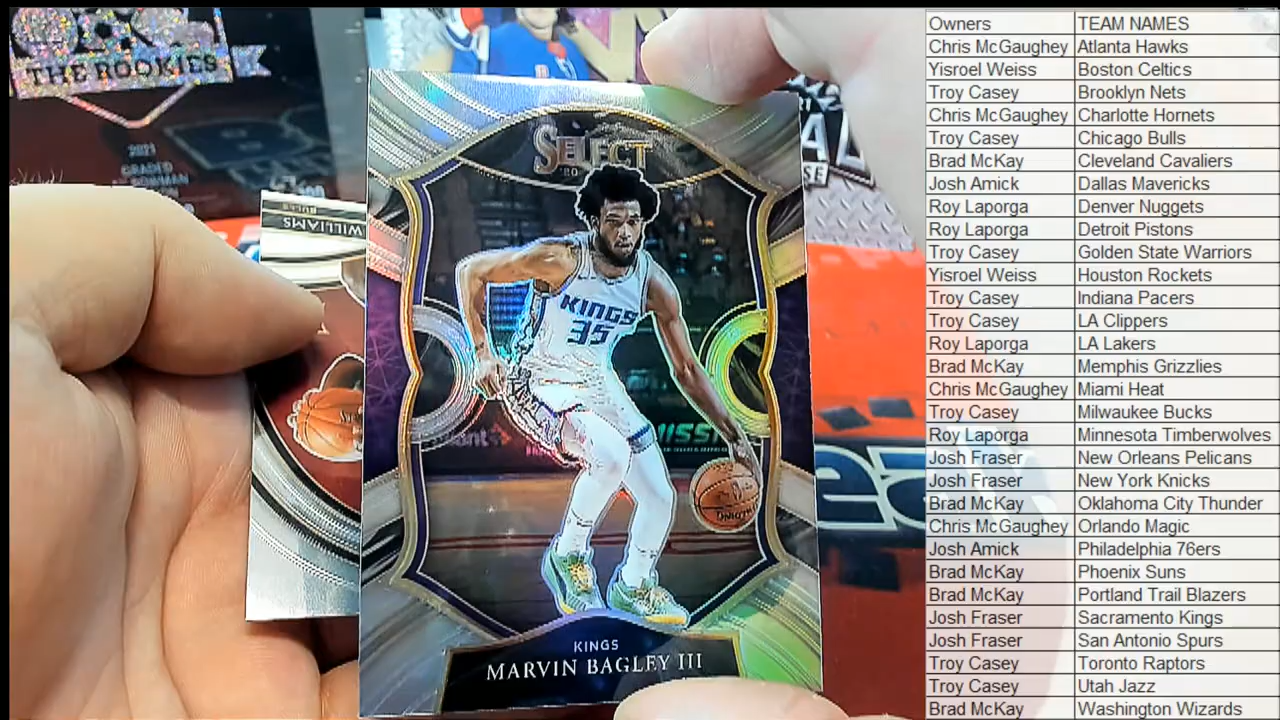 THE ROOKIES
2021
GRADED
WILLIAMS
BULLS
SELECT
KINGS
35
KINGS
MARVIN BAGLEY III
Owners TEAM NAMES
Chris McGaughey Atlanta Hawks
Yisroel Weiss Boston Celtics
Troy Casey Brooklyn Nets
Chris McGaughey Charlotte Hornets
Troy Casey Chicago Bulls
Brad McKay Cleveland Cavaliers
Josh Amick Dallas Mavericks
Roy Laporga Denver Nuggets
Roy Laporga Detroit Pistons
Troy Casey Golden State Warriors
Yisroel Weiss Houston Rockets
Troy Casey Indiana Pacers
Troy Casey LA Clippers
Roy Laporga LA Lakers
Brad McKay Memphis Grizzlies
Chris McGaughey Miami Heat
Troy Casey Milwaukee Bucks
Roy Laporga Minnesota Timberwolves
Josh Fraser New Orleans Pelicans
Josh Fraser New York Knicks
Brad McKay Oklahoma City Thunder
Chris McGaughey Orlando Magic
Josh Amick Philadelphia 76ers
Brad McKay Phoenix Suns
Brad McKay Portland Trail Blazers
Josh Fraser Sacramento Kings
Josh Fraser San Antonio Spurs
Troy Casey Toronto Raptors
Troy Casey Utah Jazz
Brad McKay Washington Wizards